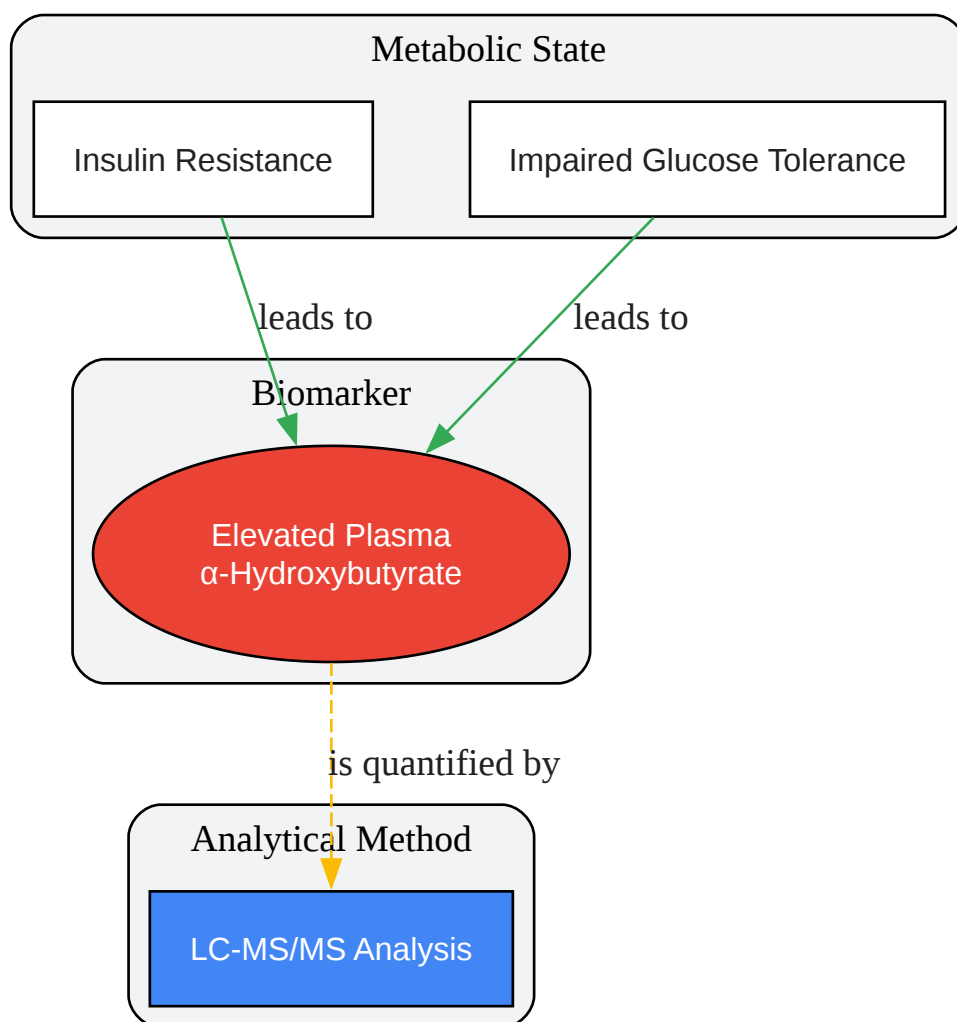 Metabolic State
Insulin Resistance
Impaired Glucose Tolerance
leads to
leads to
Biomarker
Elevated Plasma
α-Hydroxybutyrate
is quantified by
Analytical Method
LC-MS/MS Analysis